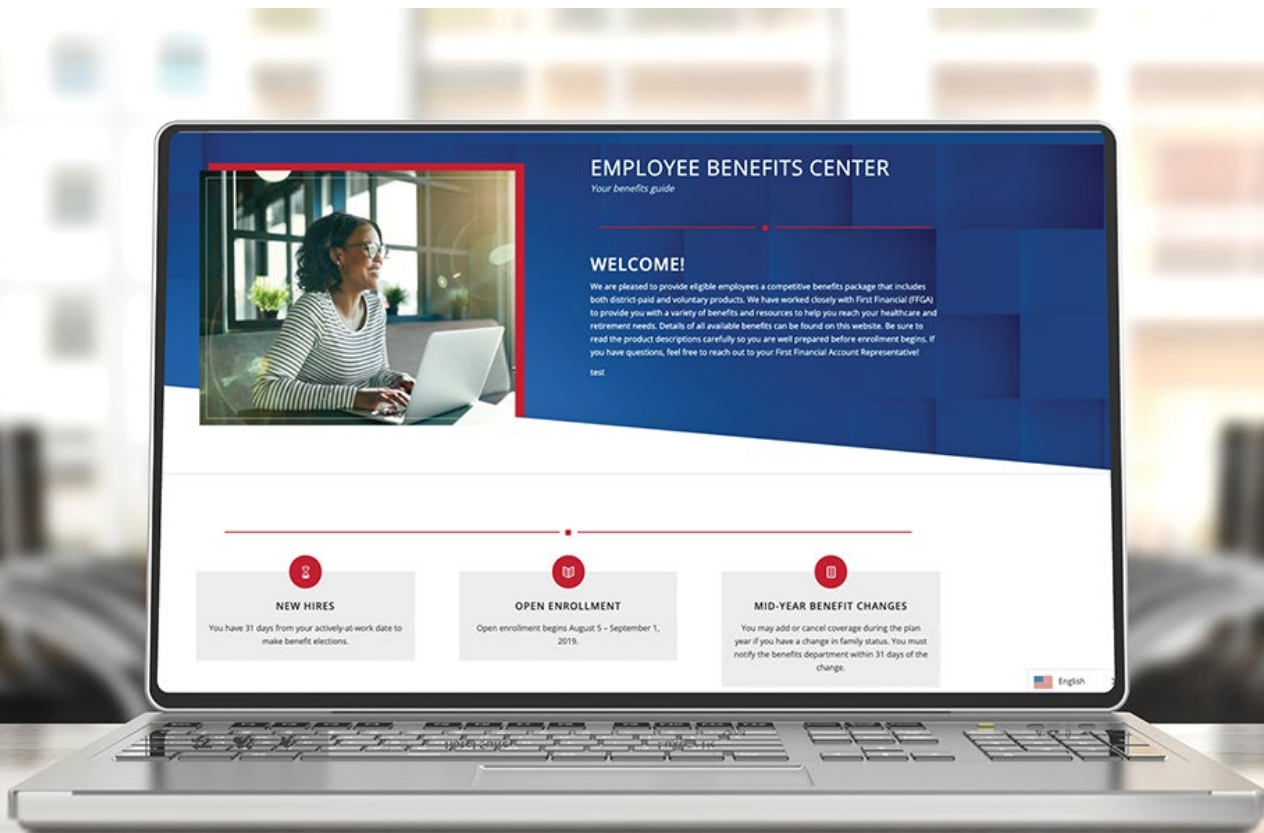 EMPLOYEE BENEFITS CENTER
Your benefits guide
WELCOME!
We are pleased to provide eligible employees a competitive benefits package that includes
both district-paid and voluntary products. We have worked closely with First Financial (FFGA)
to provide you with a variety of benefits and resources to help you reach your healthcare and
retirement needs. Details of all available benefits can be found on this website. Be sure to
read the product descriptions carefully so you are well prepared before enrollment begins. If
you have questions, feel free to reach out to your First Financial Account Representative!
test
NEW HIRES
You have 31 days from your actively-at-work date to
make benefit elections.
OPEN ENROLLMENT
Open enrollment begins August 5 – September 1,
2019.
MID-YEAR BENEFIT CHANGES
You may add or cancel coverage during the plan
year if you have a change in family status. You must
notify the benefits department within 31 days of the
change.
English